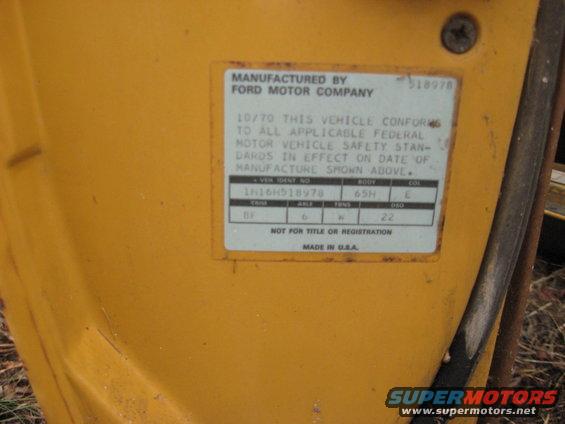 MANUFACTURED BY 518978
FORD MOTOR COMPANY
10/70 THIS VEHICLE CONFORMS
TO ALL APPLICABLE FEDERAL
MOTOR VEHICLE SAFETY STAN-
DARDS IN EFFECT ON DATE OF
MANUFACTURE SHOWN ABOVE.
VEH IDENT NO BODY COL
1N16H518978 65H E
TRIM AXLE TRNS DSO
BF 6 W 22
NOT FOR TITLE OR REGISTRATION
MADE IN U.S.A.
SUPERMOTORS
www.supermotors.net